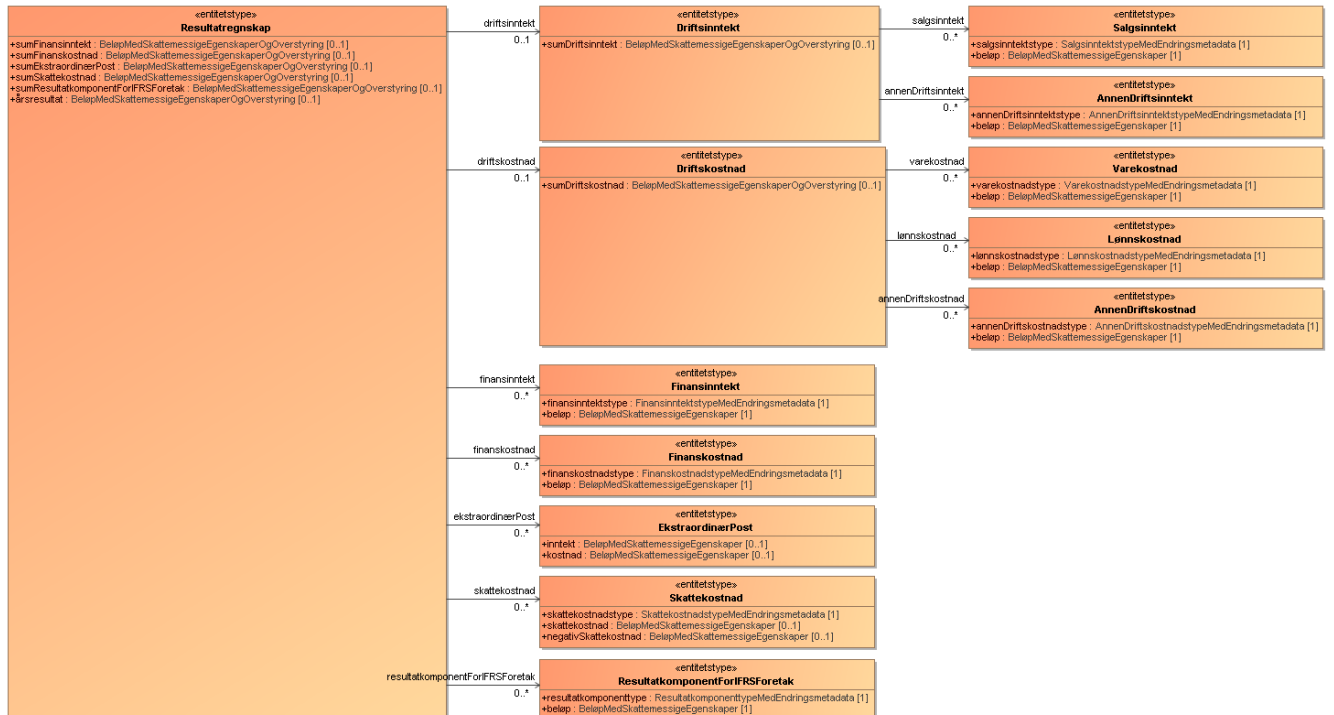 «entitetstype»
Resultatregnskap
+sumFinansinntekt : BeløpMedSkattemessigeEgenskaperOgOverstyring [0..1]
+sumFinanskostnad : BeløpMedSkattemessigeEgenskaperOgOverstyring [0..1]
+sumEkstraordinærPost : BeløpMedSkattemessigeEgenskaperOgOverstyring [0..1]
+sumSkattekostnad : BeløpMedSkattemessigeEgenskaperOgOverstyring [0..1]
+sumResultatkomponentForIFRSForetak : BeløpMedSkattemessigeEgenskaperOgOverstyring [0..1]
+årsresultat : BeløpMedSkattemessigeEgenskaperOgOverstyring [0..1]
driftsinntekt
0..1
«entitetstype»
Driftsinntekt
+sumDriftsinntekt : BeløpMedSkattemessigeEgenskaperOgOverstyring [0..1]
salgsinntekt
0..*
«entitetstype»
Salgsinntekt
+salgsinntektstype : SalgsinntektstypeMedEndringsmetadata [1]
+beløp : BeløpMedSkattemessigeEgenskaper [1]
annenDriftsinntekt
0..*
«entitetstype»
AnnenDriftsinntekt
+annenDriftsinntektstype : AnnenDriftsinntektstypeMedEndringsmetadata [1]
+beløp : BeløpMedSkattemessigeEgenskaper [1]
driftskostnad
0..1
«entitetstype»
Driftskostnad
+sumDriftskostnad : BeløpMedSkattemessigeEgenskaperOgOverstyring [0..1]
varekostnad
0..*
«entitetstype»
Varekostnad
+varekostnadstype : VarekostnadstypeMedEndringsmetadata [1]
+beløp : BeløpMedSkattemessigeEgenskaper [1]
lønnskostnad
0..*
«entitetstype»
Lønnskostnad
+lønnskostnadstype : LønnskostnadstypeMedEndringsmetadata [1]
+beløp : BeløpMedSkattemessigeEgenskaper [1]
annenDriftskostnad
0..*
«entitetstype»
AnnenDriftskostnad
+annenDriftskostnadstype : AnnenDriftskostnadstypeMedEndringsmetadata [1]
+beløp : BeløpMedSkattemessigeEgenskaper [1]
finansinntekt
0..*
«entitetstype»
Finansinntekt
+finansinntektstype : FinansinntektstypeMedEndringsmetadata [1]
+beløp : BeløpMedSkattemessigeEgenskaper [1]
finanskostnad
0..*
«entitetstype»
Finanskostnad
+finanskostnadstype : FinanskostnadstypeMedEndringsmetadata [1]
+beløp : BeløpMedSkattemessigeEgenskaper [1]
ekstraordinærPost
0..*
«entitetstype»
EkstraordinærPost
+inntekt : BeløpMedSkattemessigeEgenskaper [0..1]
+kostnad : BeløpMedSkattemessigeEgenskaper [0..1]
skattekostnad
0..*
«entitetstype»
Skattekostnad
+skattekostnadstype : SkattekostnadstypeMedEndringsmetadata [1]
+skattekostnad : BeløpMedSkattemessigeEgenskaper [0..1]
+negativSkattekostnad : BeløpMedSkattemessigeEgenskaper [0..1]
resultatkomponentForIFRSForetak
0..*
«entitetstype»
ResultatkomponentForIFRSForetak
+resultatkomponenttype : ResultatkomponenttypeMedEndringsmetadata [1]
+beløp : BeløpMedSkattemessigeEgenskaper [1]